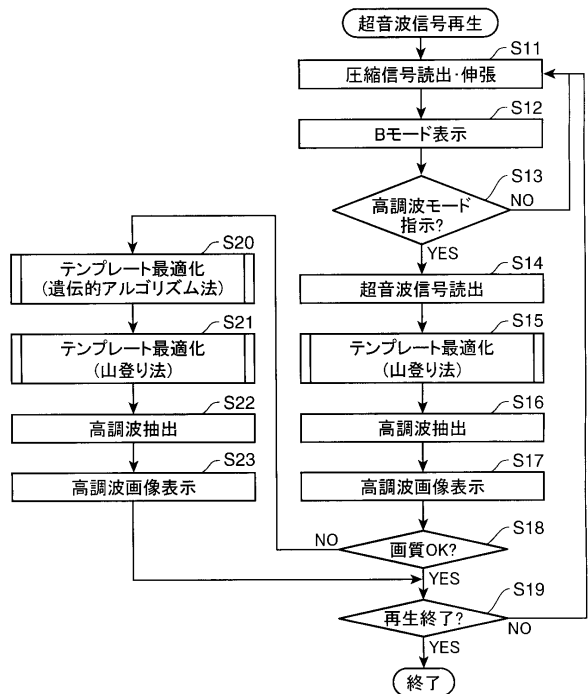 超音波信号再生
S11
圧縮信号読出・伸張
S12
Bモード表示
S13
高調波モード
指示?
NO
YES
S14
超音波信号読出
S15
テンプレート最適化
(山登り法)
S16
高調波抽出
S17
高調波画像表示
S18
画質OK?
NO
YES
S19
再生終了?
NO
YES
終了
S20
テンプレート最適化
(遺伝的アルゴリズム法)
S21
テンプレート最適化
(山登り法)
S22
高調波抽出
S23
高調波画像表示